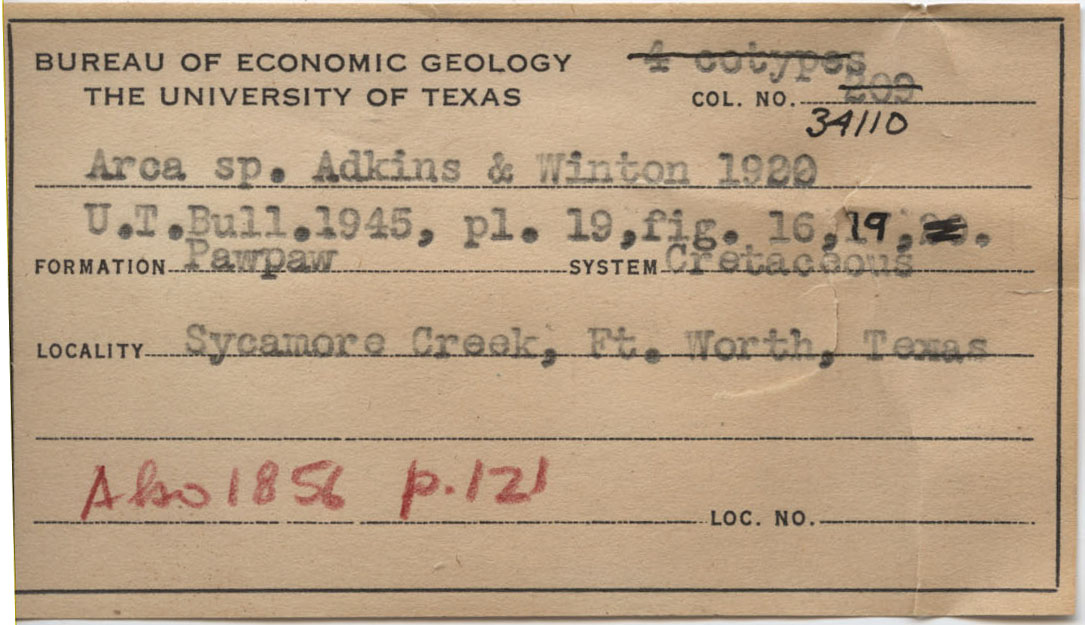 BUREAU OF ECONOMIC GEOLOGY
THE UNIVERSITY OF TEXAS
4 cotypes
COL. NO. 209
34110
Arca sp. Adkins & Winton 1920
U.T.Bull.1945, pl. 19,fig. 16,19,20.
FORMATION Pawpaw SYSTEM Cretaceous
LOCALITY Sycamore Creek, Ft. Worth, Texas
Also 1856 p.121
LOC. NO.